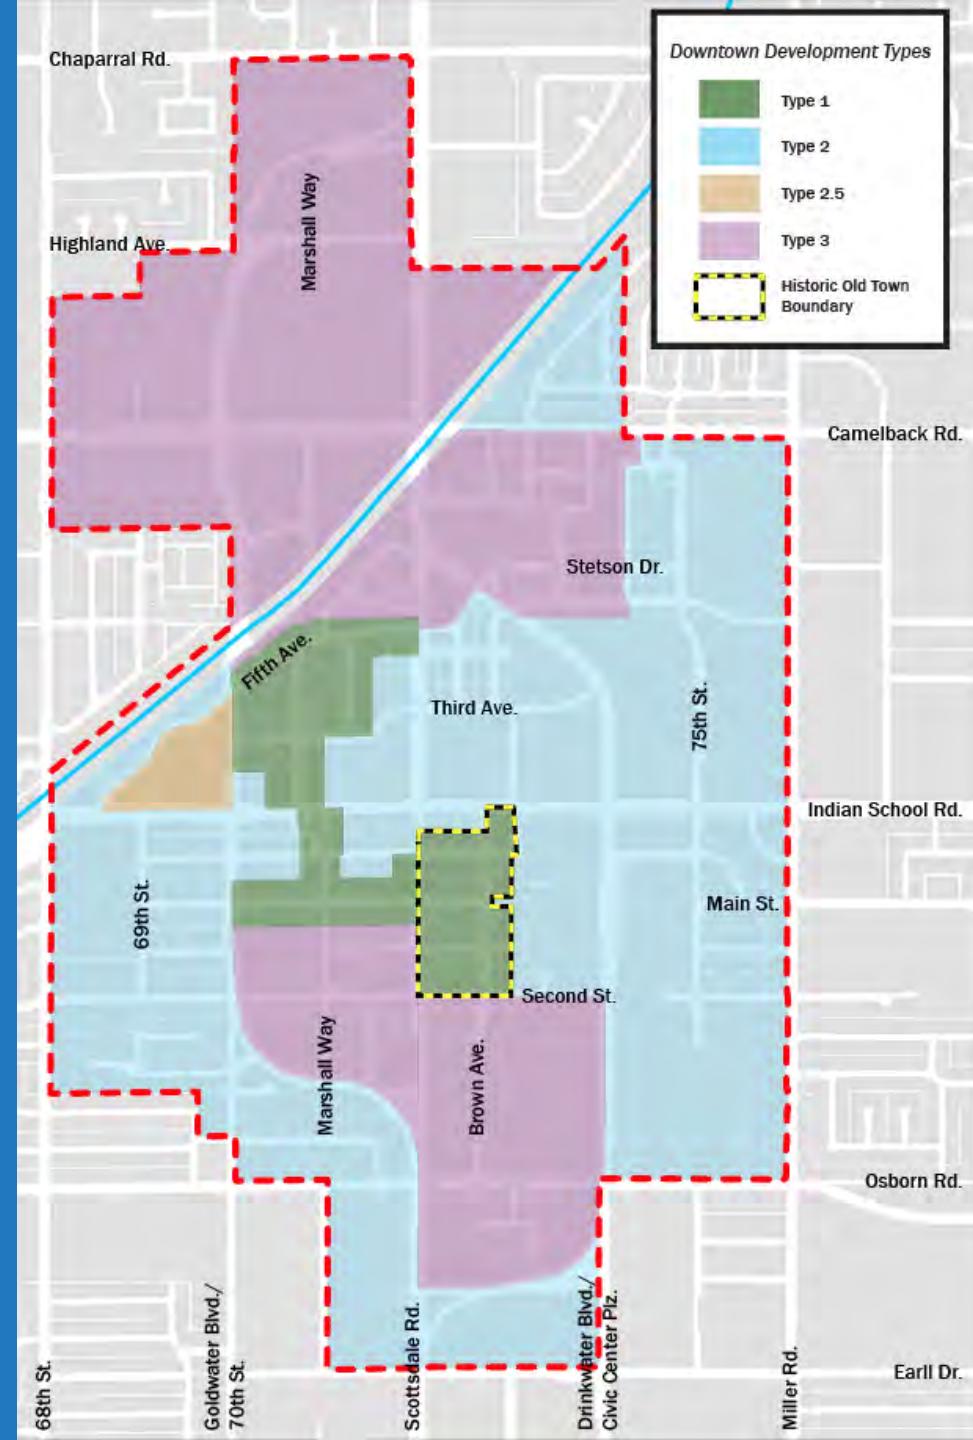 Downtown Development Types
Type 1
Type 2
Type 2.5
Type 3
Historic Old Town
Boundary
Chaparral Rd.
Marshall Way
Highland Ave.
Camelback Rd.
Stetson Dr.
Fifth Ave.
Third Ave.
75th St.
Indian School Rd.
69th St.
Main St.
Second St.
Marshall Way
Brown Ave.
Osborn Rd.
68th St.
Goldwater Blvd./
70th St.
Scottsdale Rd.
Drinkwater Blvd./
Civic Center Plz.
Miller Rd.
Earll Dr.